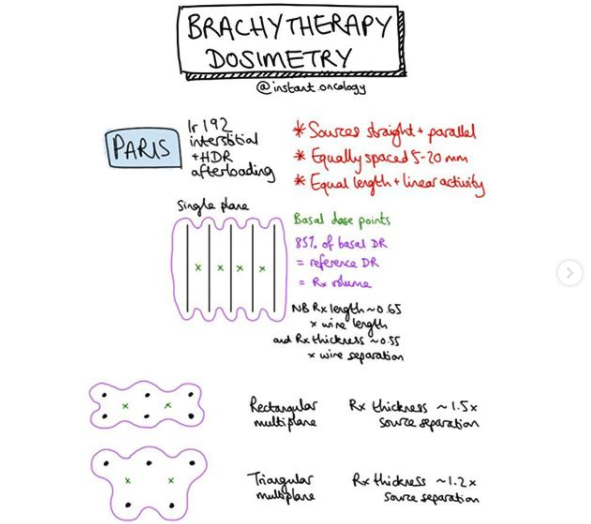 BRACHYTHERAPY
DOSIMETRY
@instant.oncology
PARIS
Ir 192
interstitial
+ HDR
afterloading
* Sources straight + parallel
* Equally spaced 5-20 mm
* Equal length + linear activity
Single plane
Basal dose points
85% of basal DR
= reference DR
= Rx volume
NB Rx length ~ 0.65
x wire length
and Rx thickness ~ 0.55
x wire separation
Rectangular
multiplane
Rx thickness ~ 1.5x
source separation
Triangular
multiplane
Rx thickness ~ 1.2x
source separation